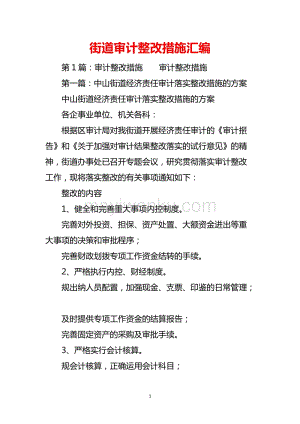 街道审计整改措施汇编
第1篇：审计整改措施 审计整改措施
第一篇：中山街道经济责任审计落实整改措施的方案
中山街道经济责任审计落实整改措施的方案
各企事业单位、机关各科：
根据区审计局对我街道开展经济责任审计的《审计报
告》和《关于加强对审计结果整改落实的试行意见》的精
神，街道办事处已召开专题会议，研究贯彻落实审计整改
工作，现将落实整改的有关事项通知如下：
整改的内容
1、健全和完善重大事项内控制度。
完善对外投资、担保、资产处置、大额资金进出等重
大事项的决策和审批程序；
完善财政划拨专项工作资金结转的手续。
2、严格执行内控、财经制度。
规出纳人员配置，加强现金、支票、印鉴的日常管理；
及时提供专项工作资金的结算报告；
完善固定资产的采购及审批手续。
3、严格实行会计核算。
规会计核算，正确运用会计科目；
1